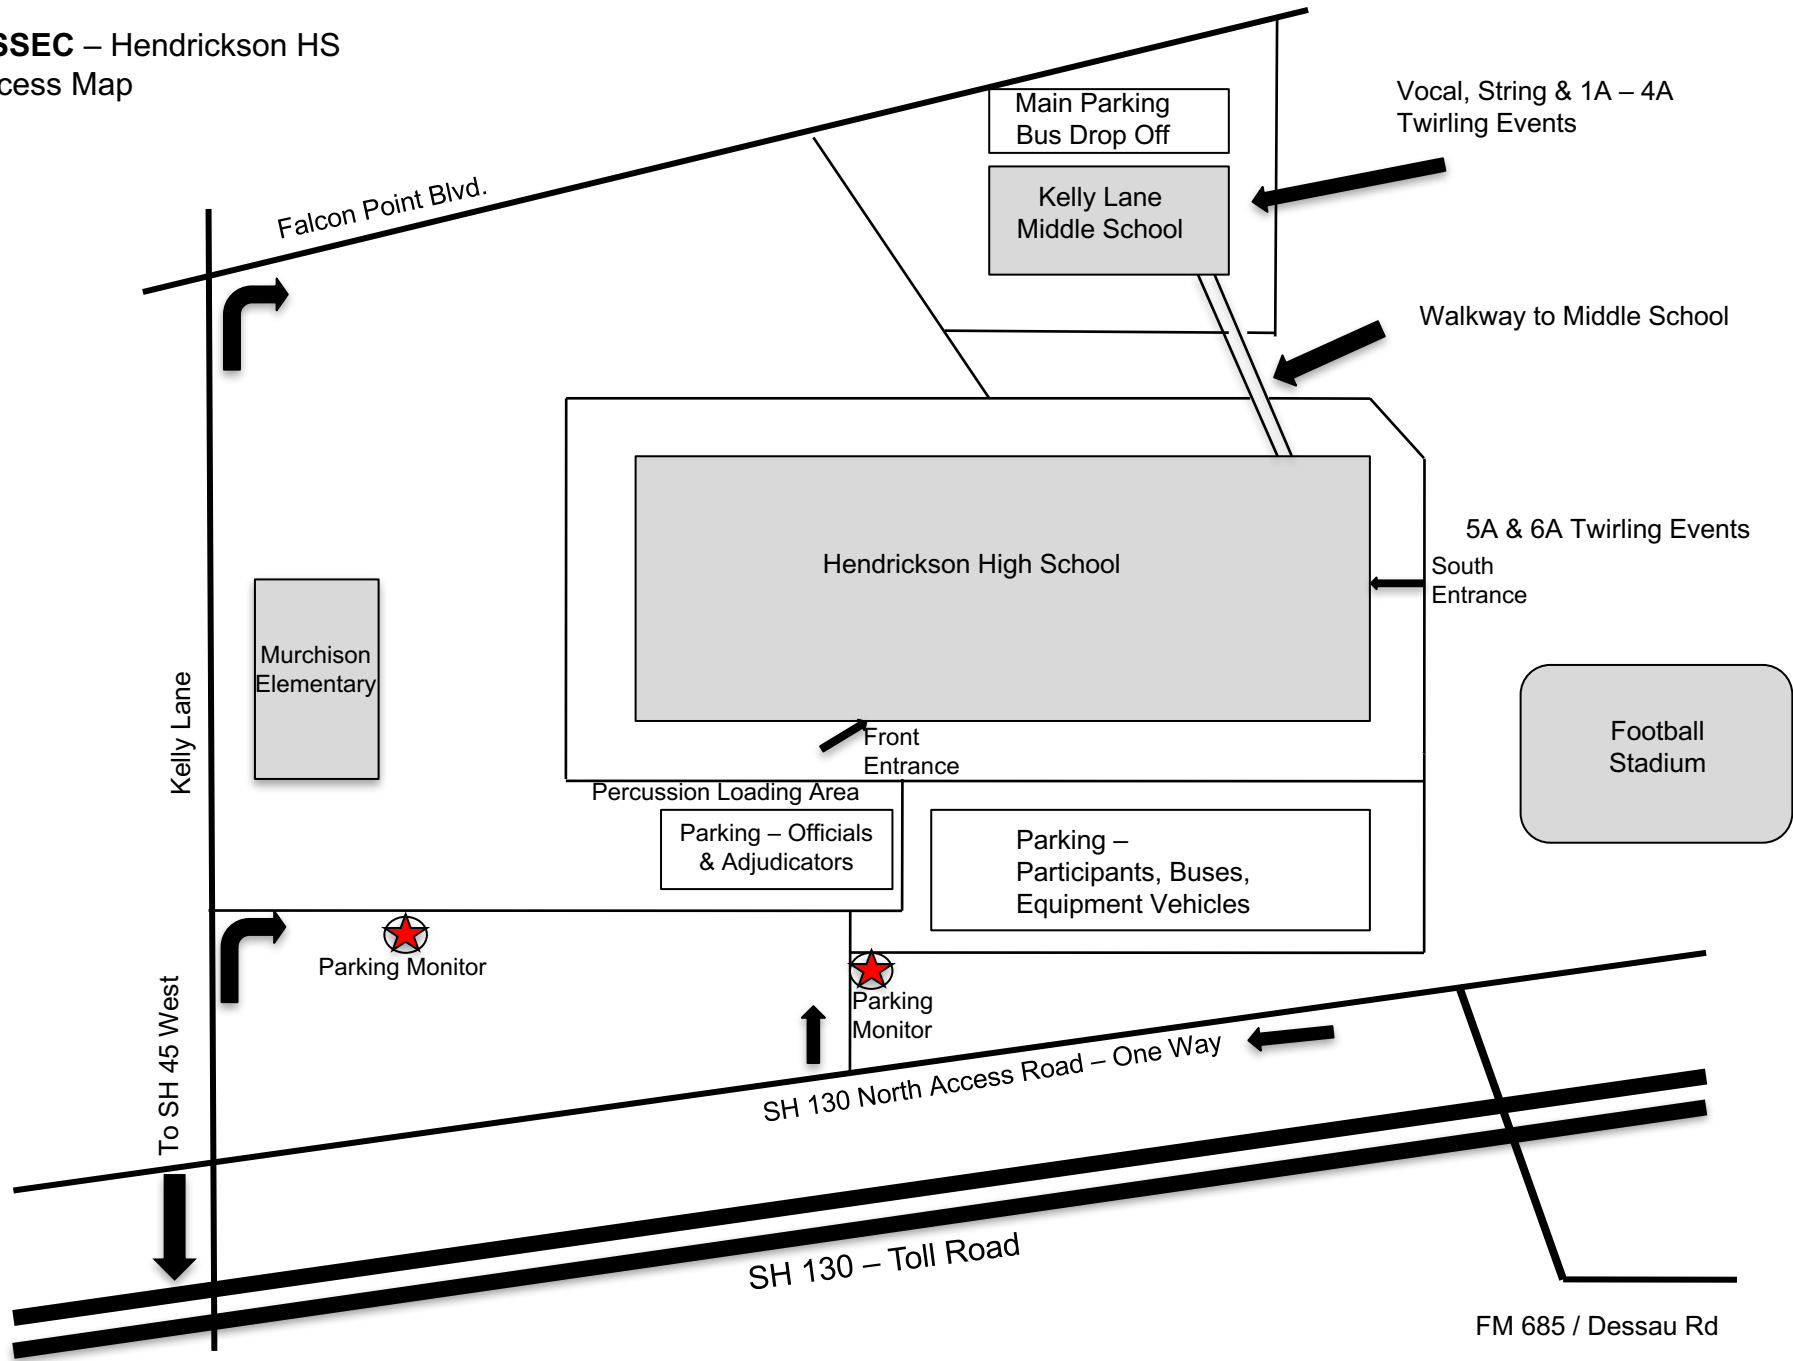 SSEC – Hendrickson HS
cess Map
Main Parking
Bus Drop Off
Vocal, String & 1A – 4A
Twirling Events
Falcon Point Blvd.
Kelly Lane
Middle School
Walkway to Middle School
Hendrickson High School
5A & 6A Twirling Events
South
Entrance
Murchison
Elementary
Kelly Lane
Football
Stadium
Front
Entrance
Percussion Loading Area
Parking – Officials
& Adjudicators
Parking –
Participants, Buses,
Equipment Vehicles
Parking Monitor
Parking
Monitor
To SH 45 West
SH 130 North Access Road – One Way
SH 130 – Toll Road
FM 685 / Dessau Rd